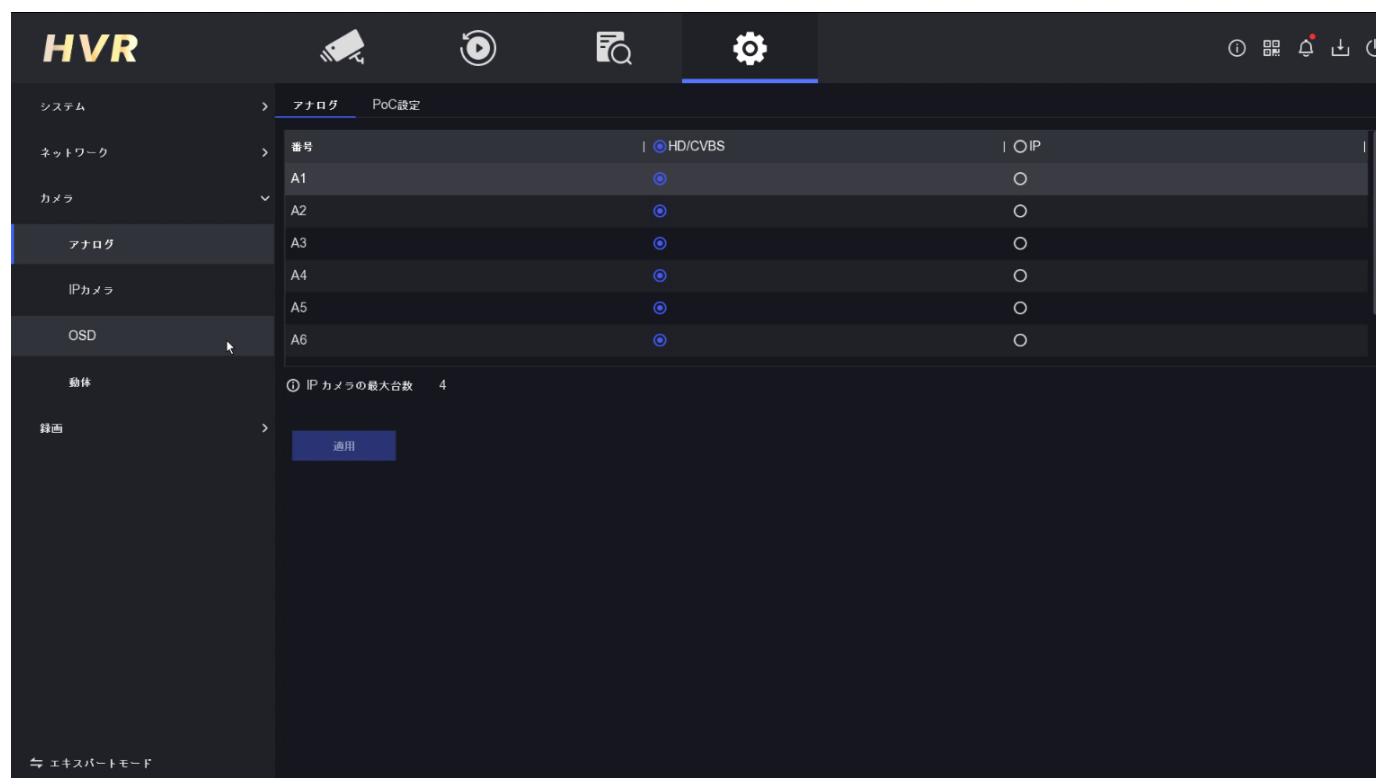 HVR
システム
ネットワーク
カメラ
アナログ
IPカメラ
OSD
動体
録画
エキスパートモード
アナログ PoC設定
番号 HD/CVBS IP
A1
A2
A3
A4
A5
A6
IP カメラの最大台数 4
適用